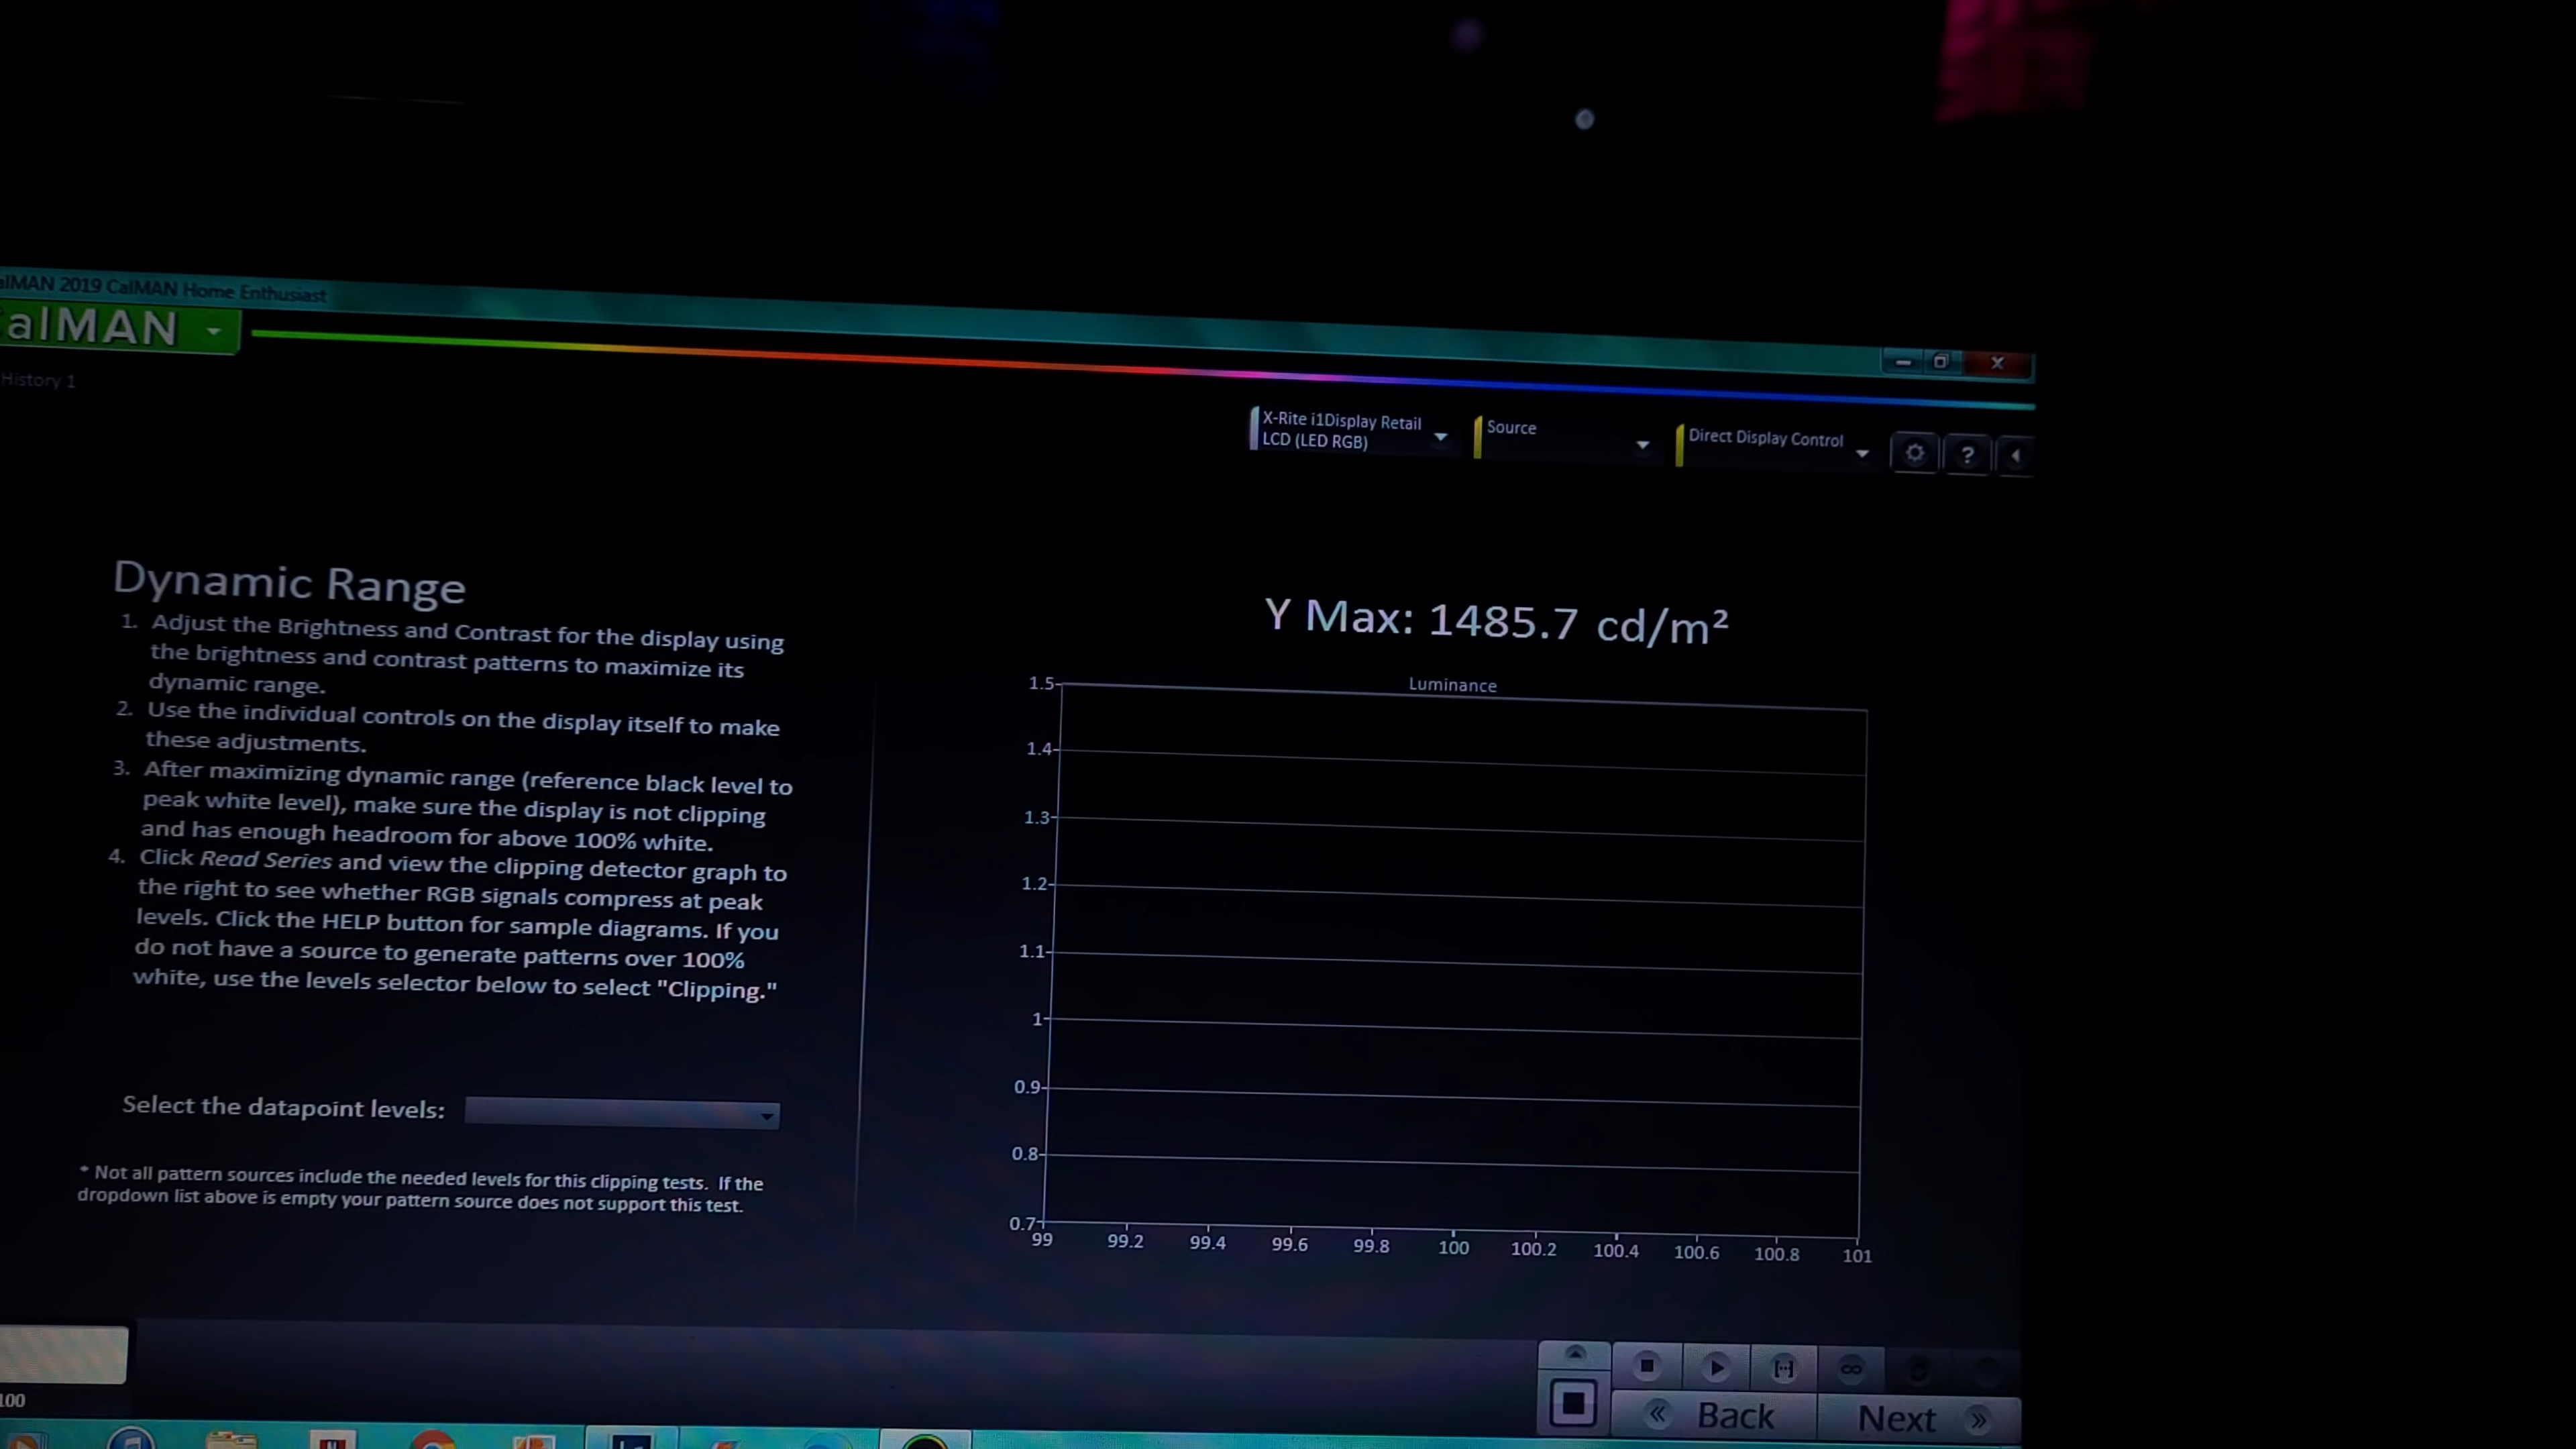 alMAN 2019 CalMAN Home Enthusiast
CalMAN
History 1
X-Rite i1Display Retail
LCD (LED RGB)
Source
Direct Display Control
?
Dynamic Range
1. Adjust the Brightness and Contrast for the display using
the brightness and contrast patterns to maximize its
dynamic range.
2. Use the individual controls on the display itself to make
these adjustments.
3. After maximizing dynamic range (reference black level to
peak white level), make sure the display is not clipping
and has enough headroom for above 100% white.
4. Click Read Series and view the clipping detector graph to
the right to see whether RGB signals compress at peak
levels. Click the HELP button for sample diagrams. If you
do not have a source to generate patterns over 100%
white, use the levels selector below to select "Clipping."
Select the datapoint levels:
* Not all pattern sources include the needed levels for this clipping tests. If the
dropdown list above is empty your pattern source does not support this test.
Y Max: 1485.7 cd/m²
Luminance
1.5
1.4
1.3
1.2
1.1
1
0.9
0.8
0.7
99 99.2 99.4 99.6 99.8 100 100.2 100.4 100.6 100.8 101
100
Back
Next